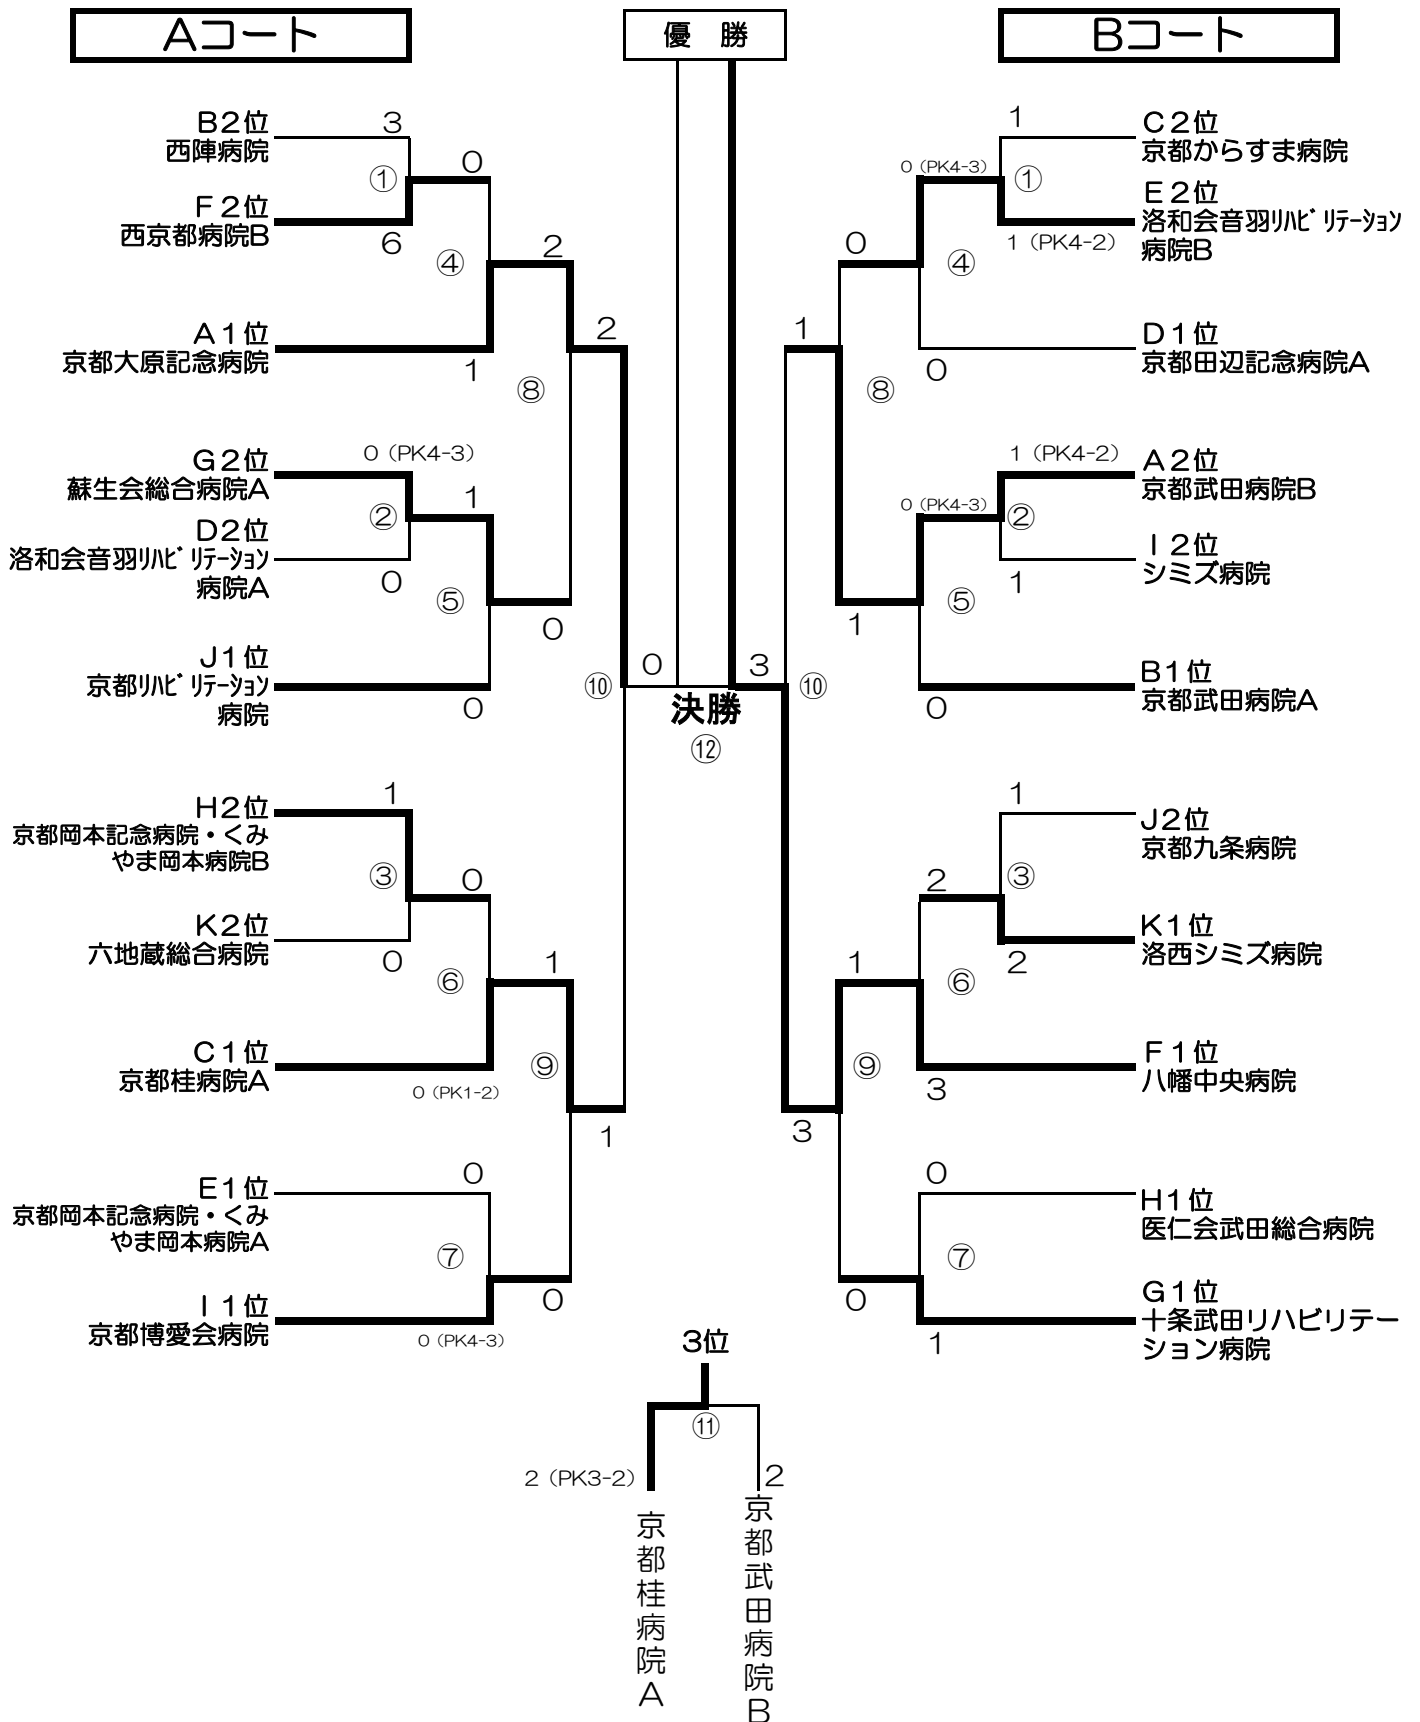 Aコート
優 勝
Bコート
B2位
西陣病院
3
①
0
F2位
西京都病院B
6
④
2
A1位
京都大原記念病院
1
⑧
2
G2位
蘇生会総合病院A
0（PK4-3）
②
1
D2位
洛和会音羽ﾘﾊﾋﾞﾘﾃｰｼｮﾝ
病院A
0
⑤
0
J1位
京都ﾘﾊﾋﾞﾘﾃｰｼｮﾝ
病院
0
⑩
H2位
京都岡本記念病院・くみ
やま岡本病院B
1
③
0
K2位
六地蔵総合病院
0
⑥
1
C1位
京都桂病院A
0（PK1-2）
⑨
1
E1位
京都岡本記念病院・くみ
やま岡本病院A
0
⑦
0
I1位
京都博愛会病院
0（PK4-3）
0
3
決勝
⑫
1
C2位
京都からすま病院
0（PK4-3）
①
E2位
洛和会音羽ﾘﾊﾋﾞﾘﾃｰｼｮﾝ
病院B
1（PK4-2）
0
④
D1位
京都田辺記念病院A
0
1
⑧
1（PK4-2）
A2位
京都武田病院B
0（PK4-3）
②
I2位
シミズ病院
1
⑤
1
B1位
京都武田病院A
0
⑩
1
J2位
京都九条病院
2
③
K1位
洛西シミズ病院
2
1
⑥
F1位
八幡中央病院
3
⑨
3
0
H1位
医仁会武田総合病院
⑦
0
G1位
十条武田リハビリテー
ション病院
1
3位
⑪
2（PK3-2）
2
京都桂病院A
京都武田病院B